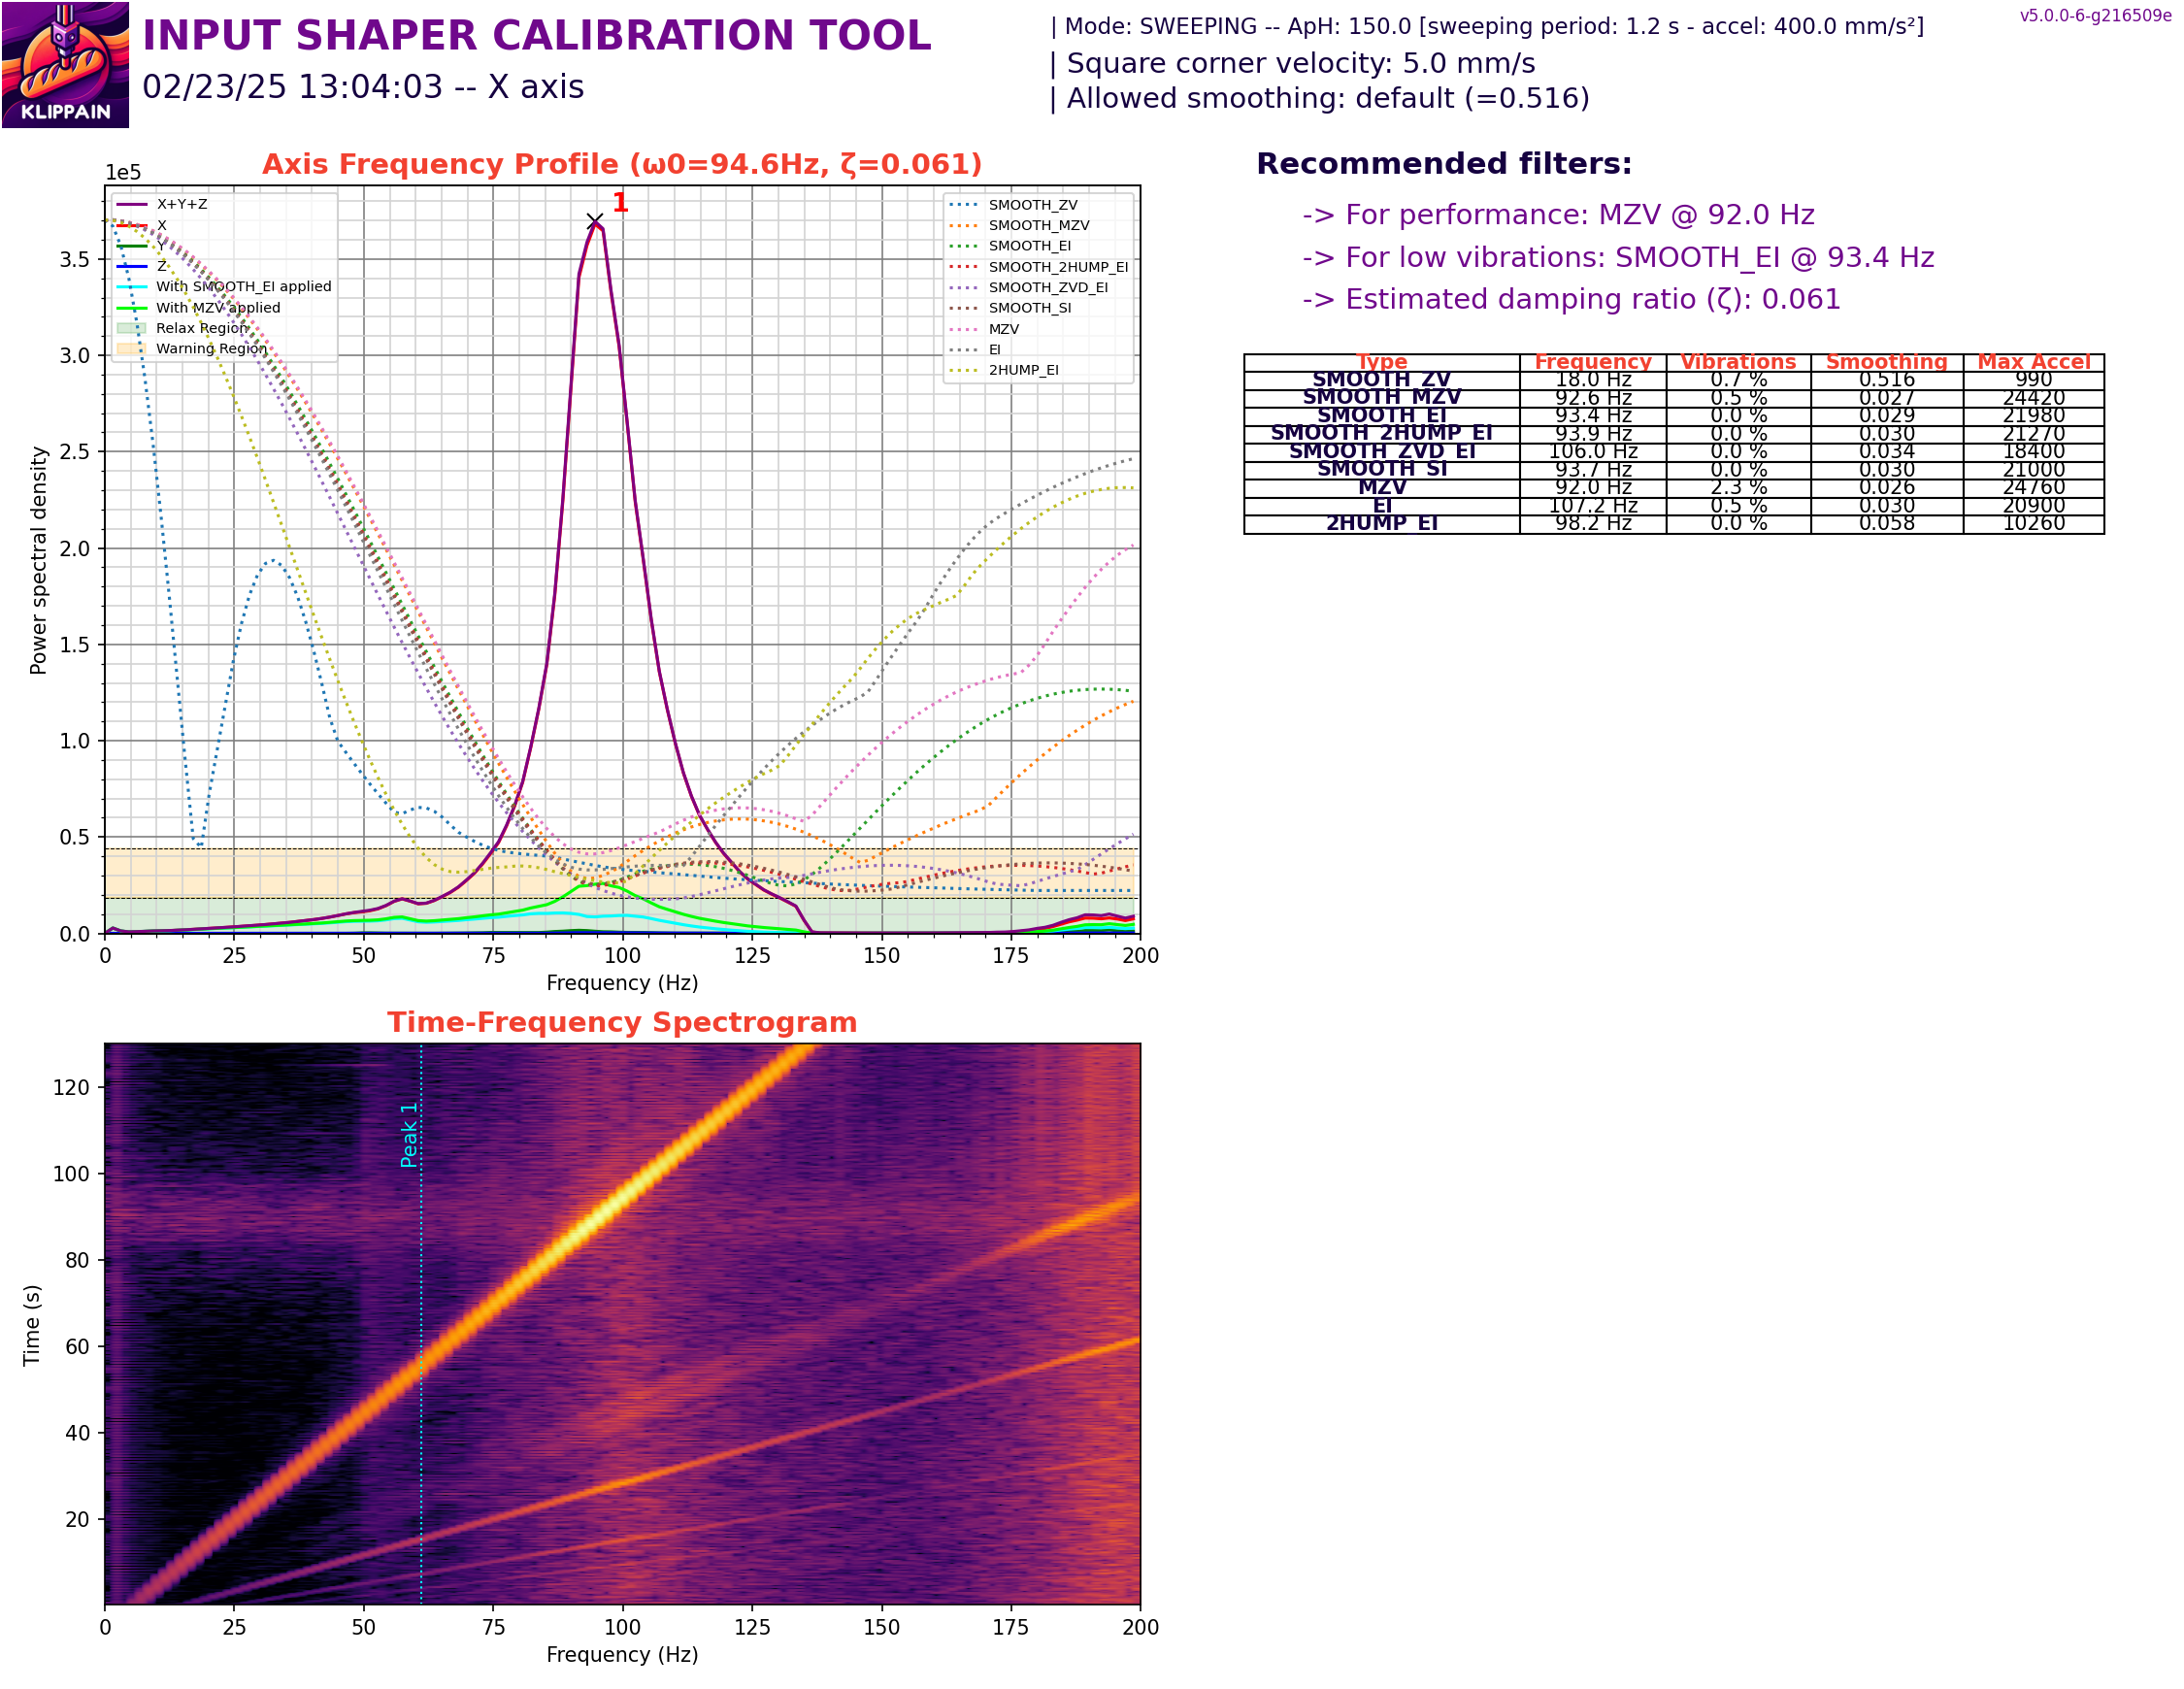 KLIPPAIN
INPUT SHAPER CALIBRATION TOOL
02/23/25 13:04:03 -- X axis
| Mode: SWEEPING -- ApH: 150.0 [sweeping period: 1.2 s - accel: 400.0 mm/s²]
| Square corner velocity: 5.0 mm/s
| Allowed smoothing: default (=0.516)
v5.0.0-6-g216509e
Axis Frequency Profile (ω0=94.6Hz, ζ=0.061)
1e5
X+Y+Z
X
Y
Z
With SMOOTH_EI applied
With MZV applied
Relax Region
Warning Region
1
SMOOTH_ZV
SMOOTH_MZV
SMOOTH_EI
SMOOTH_2HUMP_EI
SMOOTH_ZVD_EI
SMOOTH_SI
MZV
EI
2HUMP_EI
Power spectral density
3.5
3.0
2.5
2.0
1.5
1.0
0.5
0.0
0 25 50 75 100 125 150 175 200
Frequency (Hz)
Recommended filters:
-> For performance: MZV @ 92.0 Hz
-> For low vibrations: SMOOTH_EI @ 93.4 Hz
-> Estimated damping ratio (ζ): 0.061
Type Frequency Vibrations Smoothing Max Accel
SMOOTH_ZV 18.0 Hz 0.7 % 0.516 990
SMOOTH_MZV 92.6 Hz 0.5 % 0.027 24420
SMOOTH_EI 93.4 Hz 0.0 % 0.029 21980
SMOOTH_2HUMP_EI 93.9 Hz 0.0 % 0.030 21270
SMOOTH_ZVD_EI 106.0 Hz 0.0 % 0.034 18400
SMOOTH_SI 93.7 Hz 0.0 % 0.030 21000
MZV 92.0 Hz 2.3 % 0.026 24760
EI 107.2 Hz 0.5 % 0.030 20900
2HUMP_EI 98.2 Hz 0.0 % 0.058 10260
Time-Frequency Spectrogram
Time (s)
120
100
80
60
40
20
Peak 1
0 25 50 75 100 125 150 175 200
Frequency (Hz)